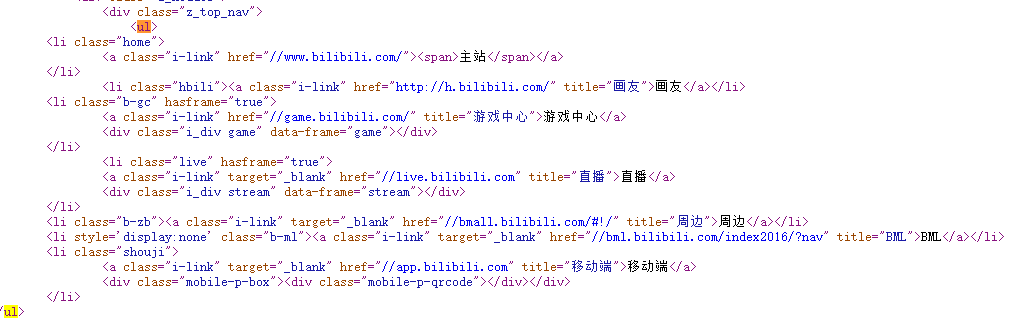 <div class="z_top_nav">
<ul>
<li class="home">
<a class="i-link" href="//www.bilibili.com/"><span>主站</span></a>
</li>
<li class="hbili"><a class="i-link" href="http://h.bilibili.com/" title="画友">画友</a></li>
<li class="b-gc" hasframe="true">
<a class="i-link" href="//game.bilibili.com/" title="游戏中心">游戏中心</a>
<div class="i_div game" data-frame="game"></div>
</li>
<li class="live" hasframe="true">
<a class="i-link" target="_blank" href="//live.bilibili.com" title="直播">直播</a>
<div class="i_div stream" data-frame="stream"></div>
</li>
<li class="b-zb"><a class="i-link" target="_blank" href="//bmall.bilibili.com/#!/" title="周边">周边</a></li>
<li style='display:none' class="b-ml"><a class="i-link" target="_blank" href="//bml.bilibili.com/index2016/?nav" title="BML">BML</a></li>
<li class="shouji">
<a class="i-link" target="_blank" href="//app.bilibili.com" title="移动端">移动端</a>
<div class="mobile-p-box"><div class="mobile-p-qrcode"></div></div>
</li>
/ul>